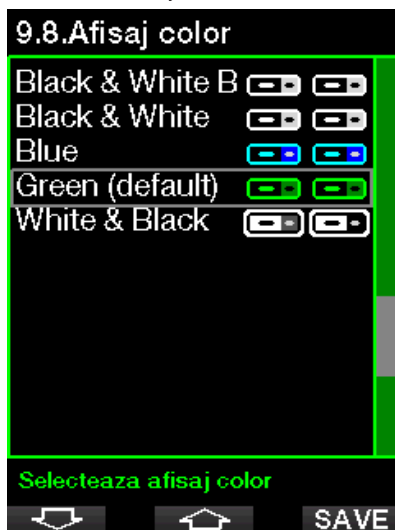 9.8.Afisaj color
Black & White B
Black & White
Blue
Green (default)
White & Black
Selecteaza afisaj color
SAVE